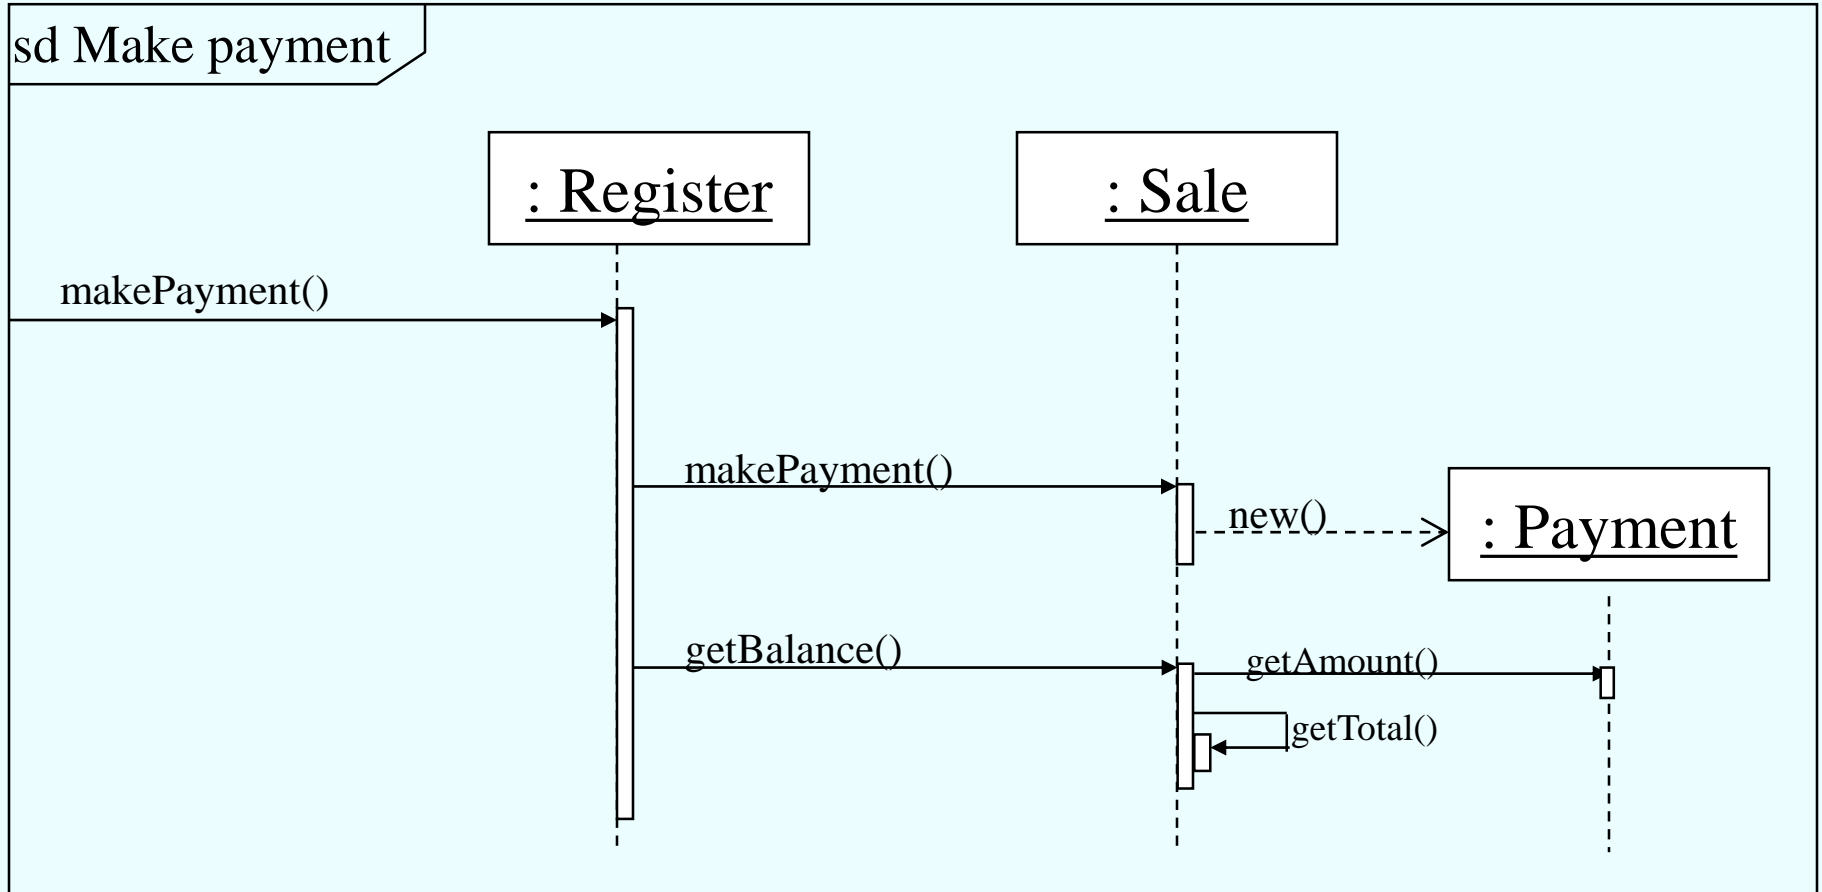 sd Make payment
: Register
: Sale
makePayment()
makePayment()
new()
: Payment
getBalance()
getAmount()
getTotal()